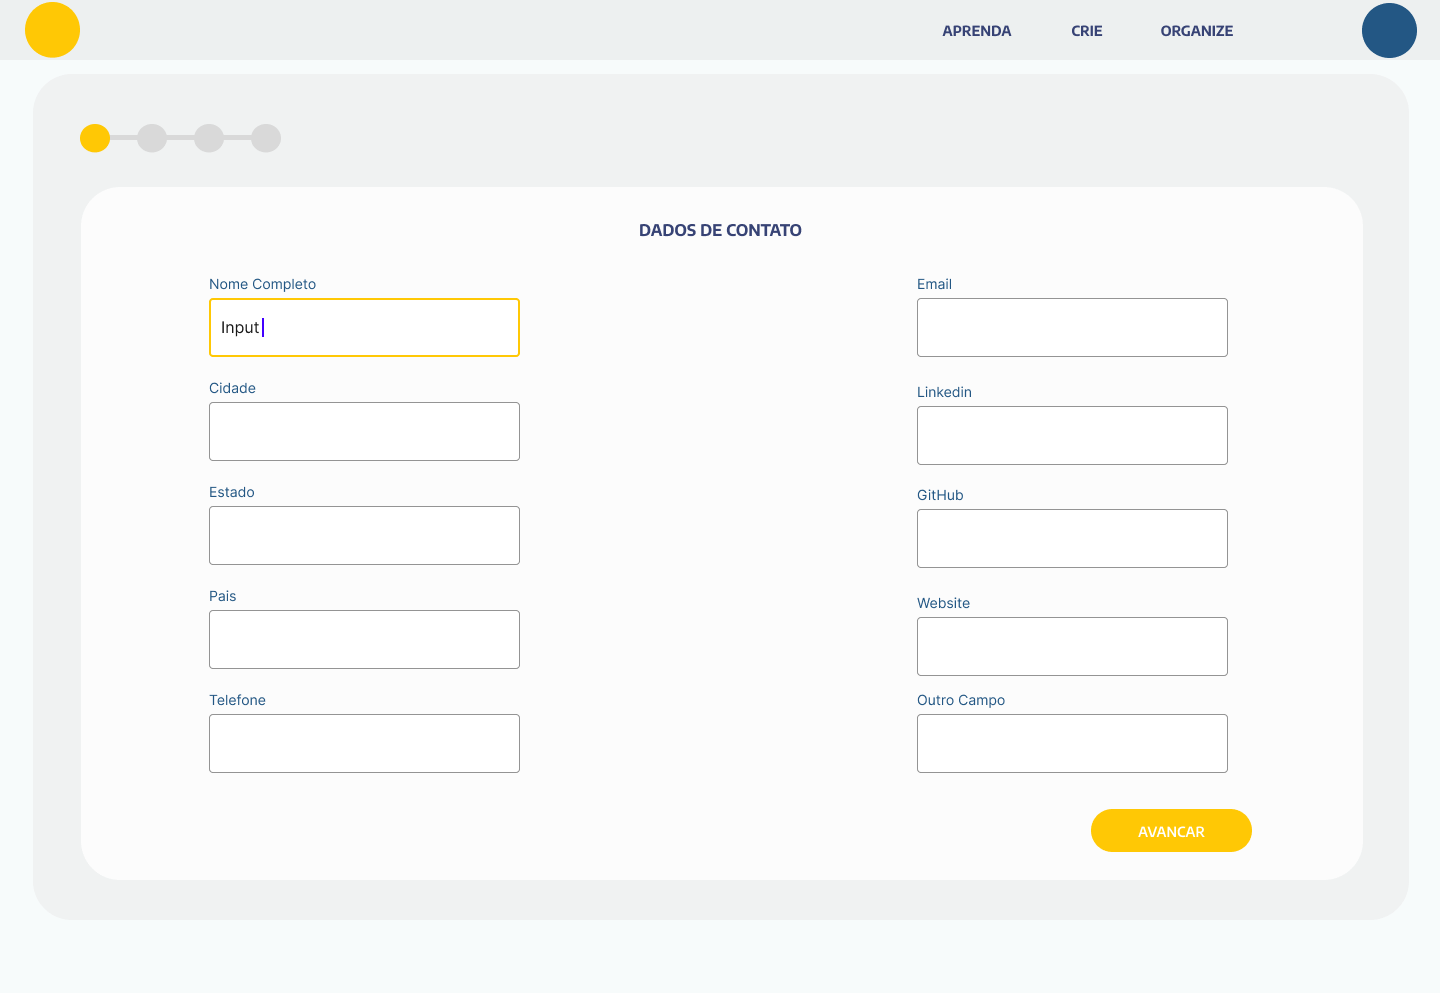 APRENDA
CRIE
ORGANIZE
DADOS DE CONTATO
Nome Completo
Input
Cidade
Estado
Pais
Telefone
Email
Linkedin
GitHub
Website
Outro Campo
AVANCAR